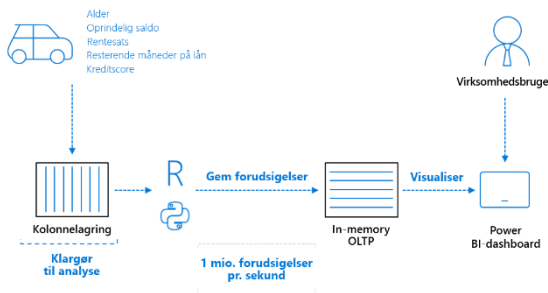 Alder
Oprindelig saldo
Rentesats
Resterende måneder på lån
Kreditscore
Virksomhedsbruge
R
Gem forudsigelser
Visualiser
Kolonnelagring
In-memory
OLTP
Power
BI-dashboard
Klargør
til analyse
1 mio. forudsigelser
pr. sekund